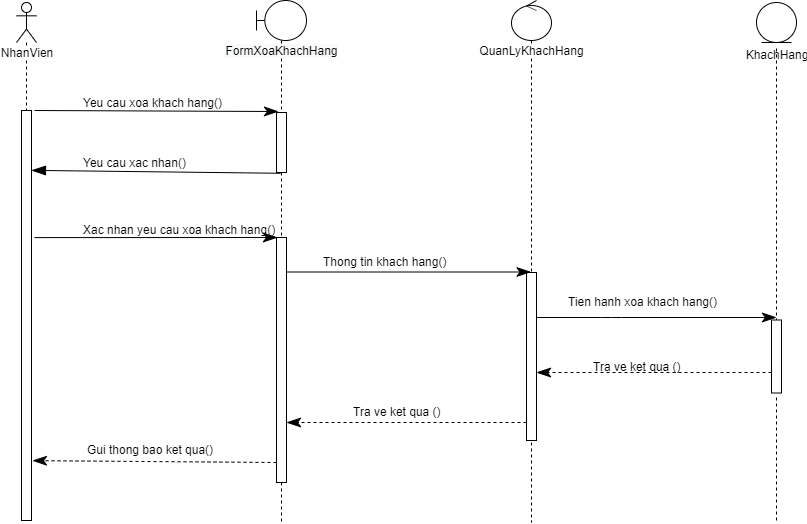 NhanVien
FormXoaKhachHang
QuanLyKhachHang
KhachHang
Yeu cau xoa khach hang()
Yeu cau xac nhan()
Xac nhan yeu cau xoa khach hang()
Thong tin khach hang()
Tien hanh xoa khach hang()
Tra ve ket qua ()
Tra ve ket qua ()
Gui thong bao ket qua()